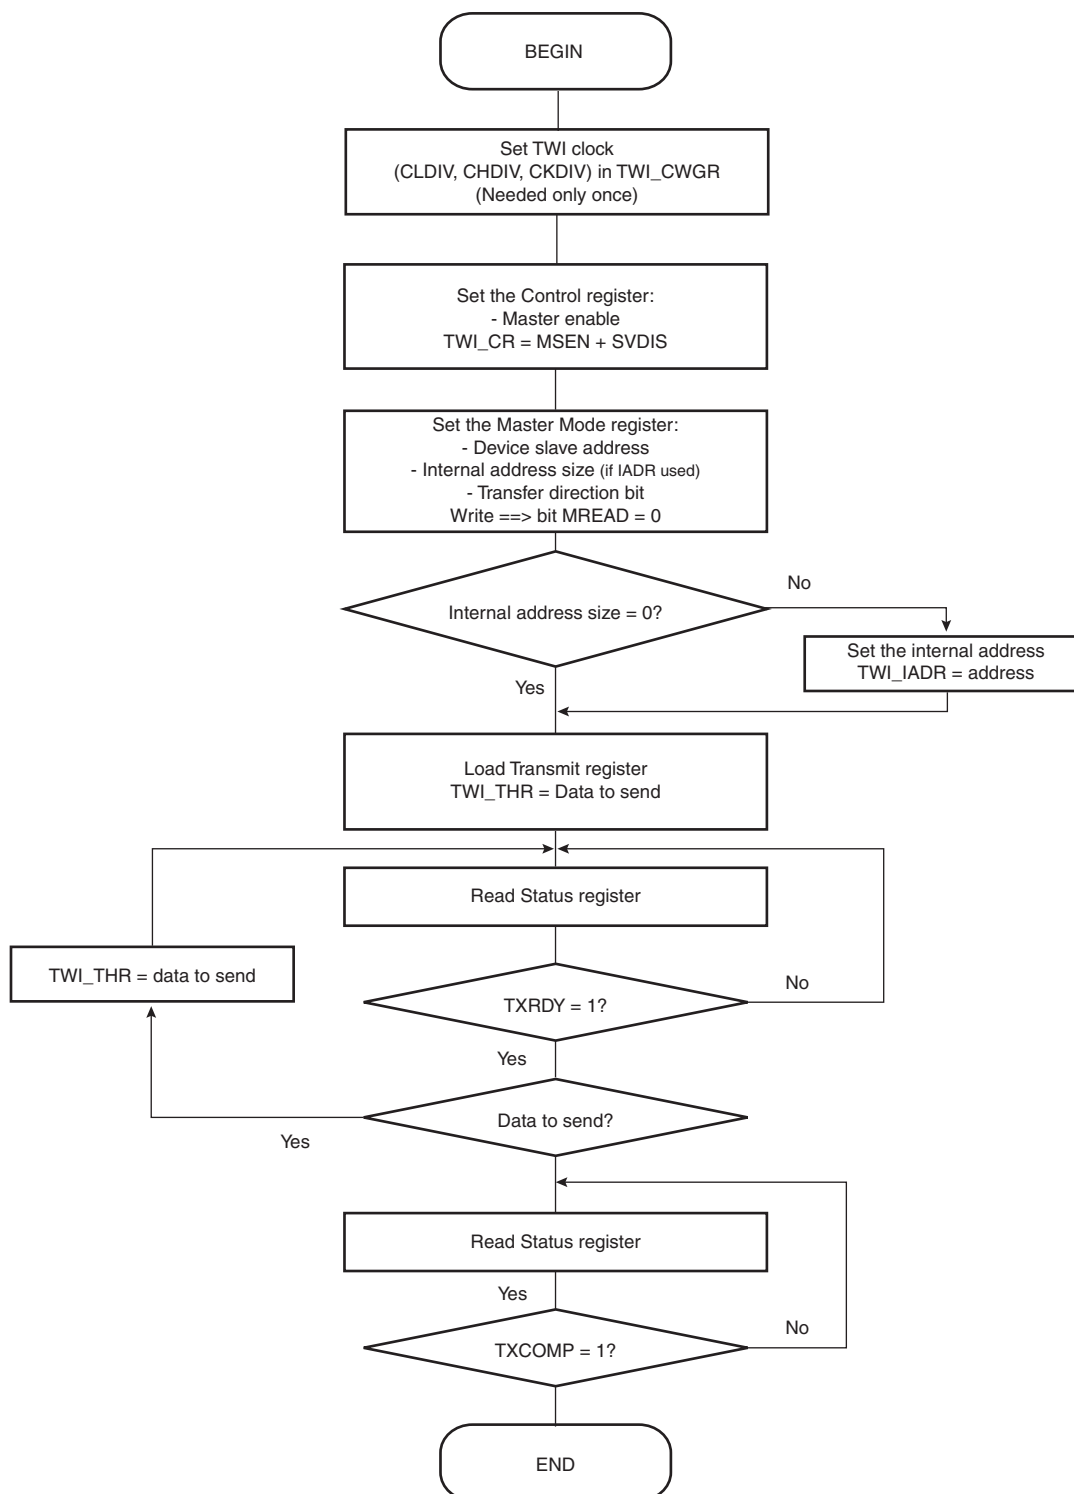 BEGIN
Set TWI clock
(CLDIV, CHDIV, CKDIV) in TWI_CWGR
(Needed only once)
Set the Control register:
- Master enable
TWI_CR = MSEN + SVDIS
Set the Master Mode register:
- Device slave address
- Internal address size (if IADR used)
- Transfer direction bit
Write ==> bit MREAD = 0
No
Internal address size = 0?
Set the internal address
TWI_IADR = address
Yes
Load Transmit register
TWI_THR = Data to send
Read Status register
TWI_THR = data to send
No
TXRDY = 1?
Yes
Data to send?
Yes
Read Status register
Yes
No
TXCOMP = 1?
END